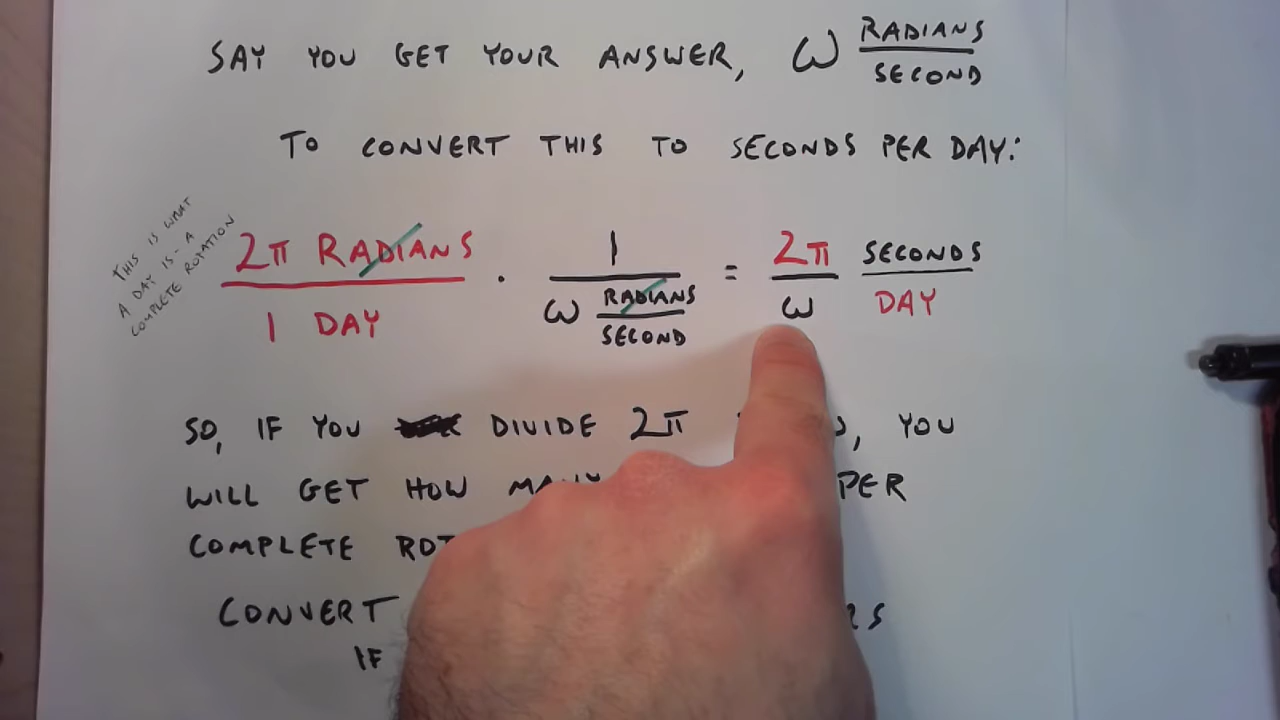 SAY YOU GET YOUR ANSWER, ω RADIANS / SECOND
TO CONVERT THIS TO SECONDS PER DAY:
THIS IS WHAT
A DAY IS - A
COMPLETE ROTATION
2π RADIANS / 1 DAY · 1 / ω RADIANS / SECOND = 2π / ω SECONDS / DAY
SO, IF YOU DIVIDE 2π , YOU
WILL GET HOW MANY PER
COMPLETE
CONVERT
IF